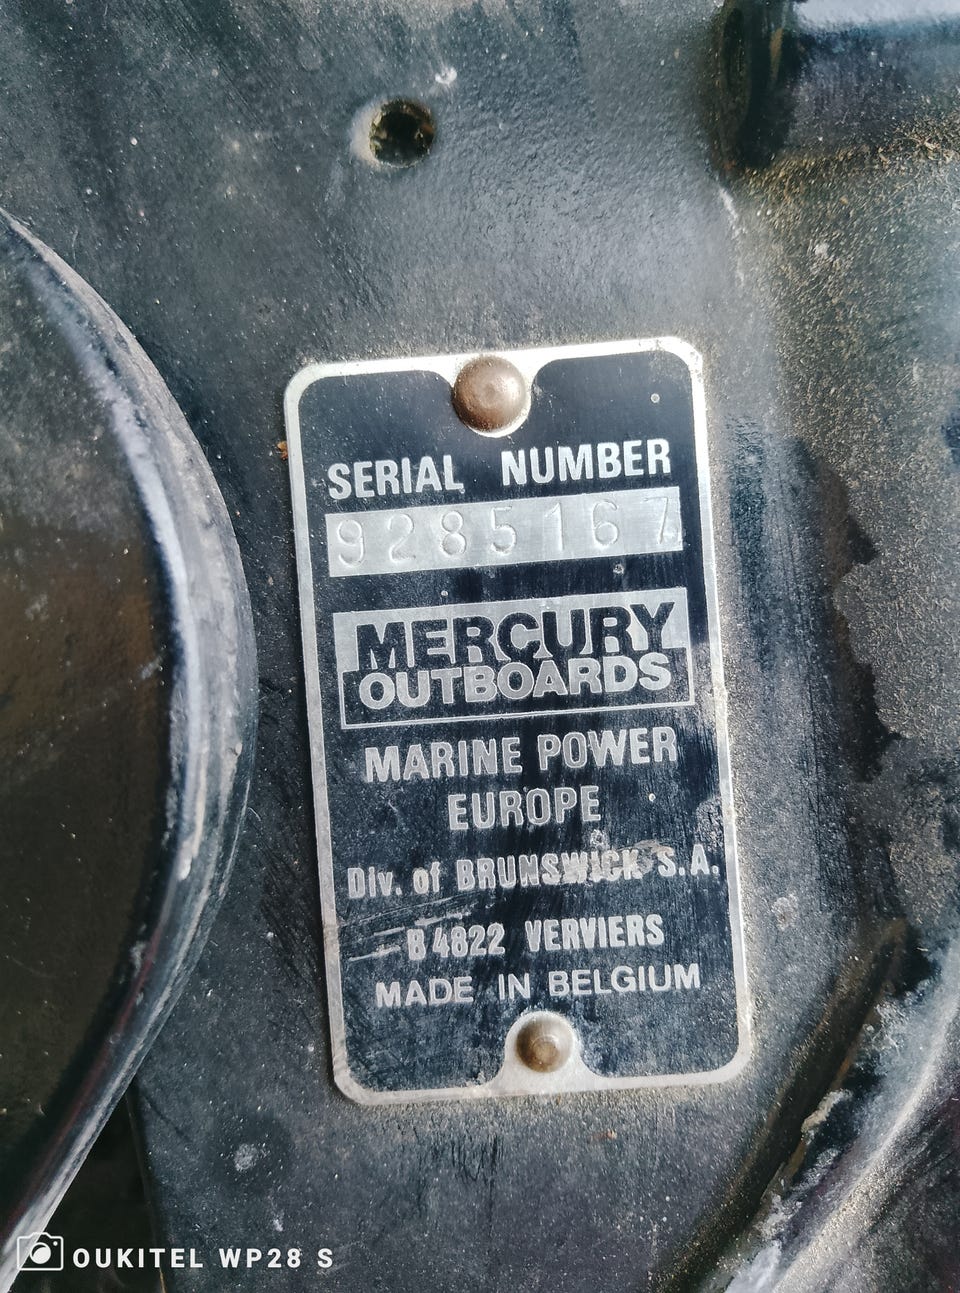 SERIAL NUMBER
9285167
MERCURY
OUTBOARDS
MARINE POWER
EUROPE
Div. of BRUNSWICK S.A.
B 4822 VERVIERS
MADE IN BELGIUM
OUKITEL WP28 S